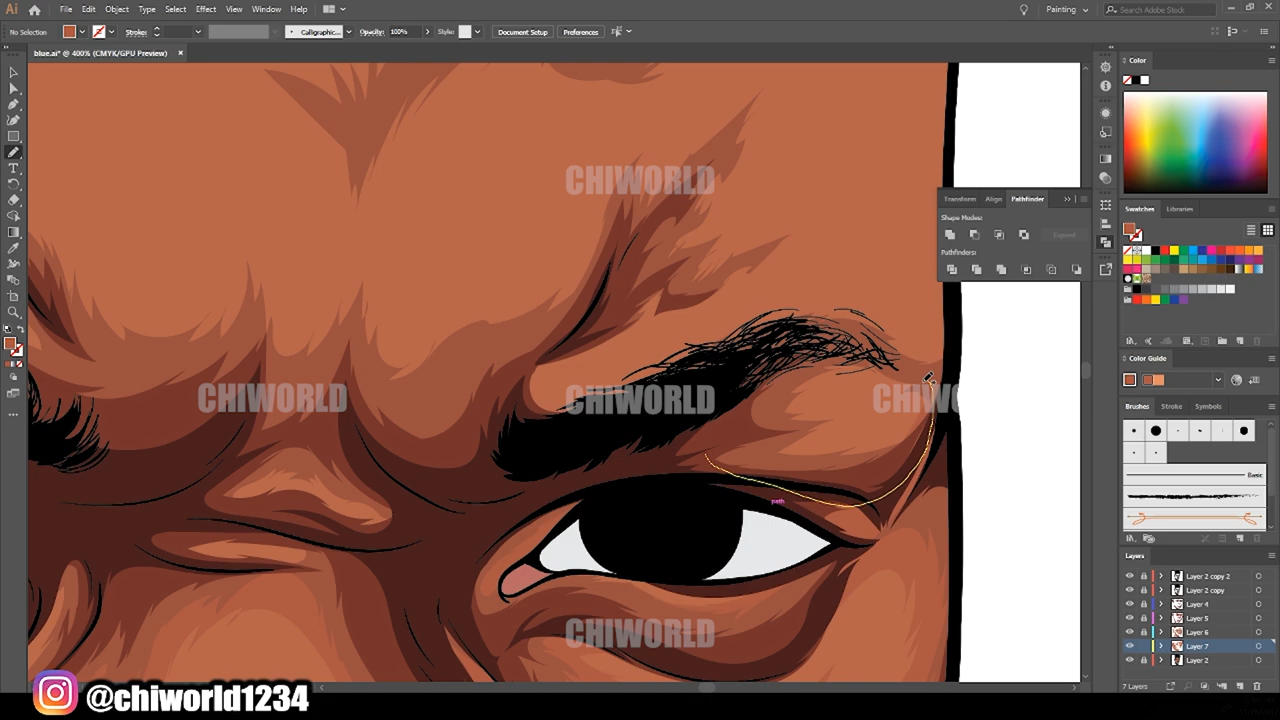 Ai File Edit Object Type Select Effect View Window Help Painting Search Adobe Stock
No Selection Stroke: Calligraphic... Opacity: 100% Style: Document Setup Preferences
blue.ai* @ 400% (CMYK/GPU Preview)
Color
CHIWORLD
Transform Align Pathfinder
Shape Modes:
Expand
Pathfinders:
Swatches Libraries
Color Guide
CHIWORLD
CHIWORLD
CHIWO
Brushes Stroke Symbols
Basic
path
Layers
Layer 2 copy 2
Layer 2 copy
Layer 4
Layer 5
Layer 6
Layer 7
Layer 2
CHIWORLD
7 Layers
@chiworld1234